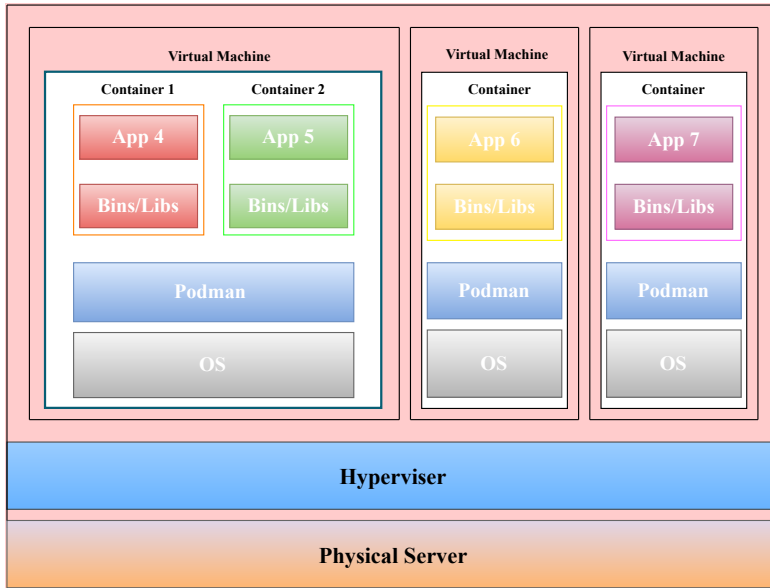 Virtual Machine
Container 1
Container 2
App 4
App 5
Bins/Libs
Bins/Libs
Podman
OS
Virtual Machine
Container
App 6
Bins/Libs
Podman
OS
Virtual Machine
Container
App 7
Bins/Libs
Podman
OS
Hyperviser
Physical Server